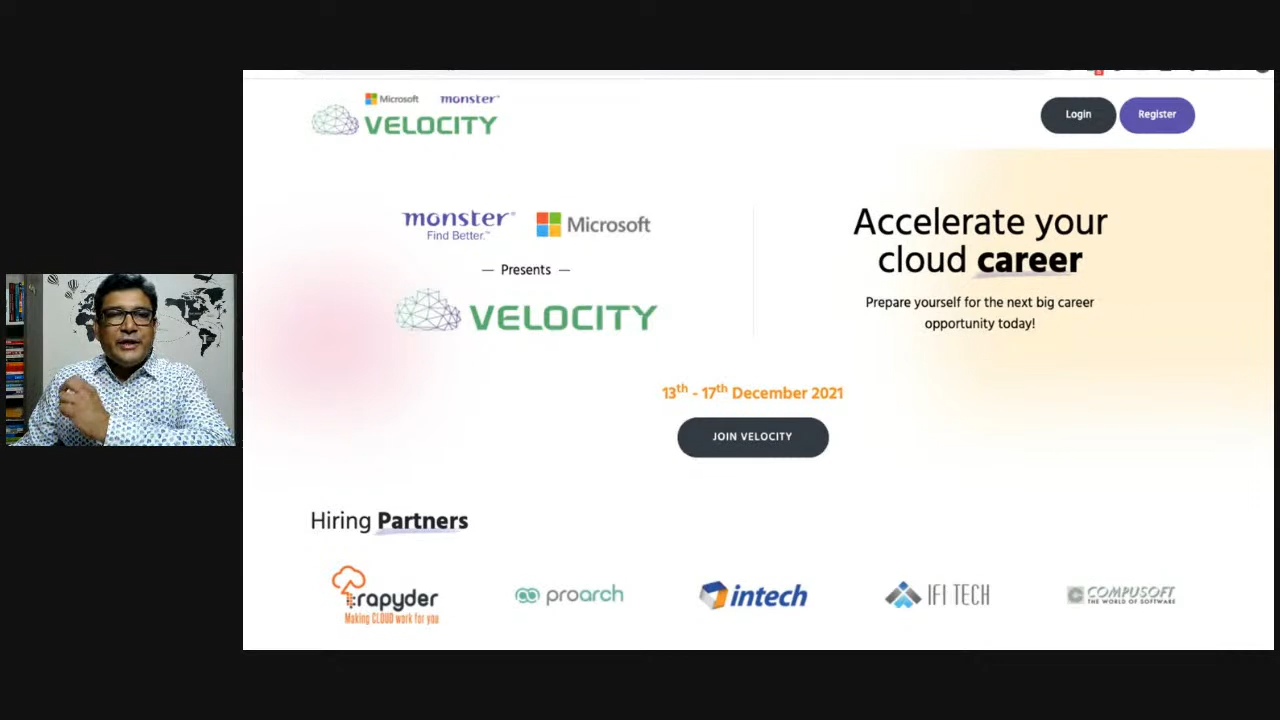 Microsoft monster
VELOCITY
Login
Register
monster
Find Better.™
Microsoft
Presents
VELOCITY
Accelerate your
cloud career
Prepare yourself for the next big career
opportunity today!
13th - 17th December 2021
JOIN VELOCITY
Hiring Partners
rapyder
Making CLOUD work for you
proarch
intech
IFI TECH
COMPUSOFT
THE WORLD OF SOFTWARE